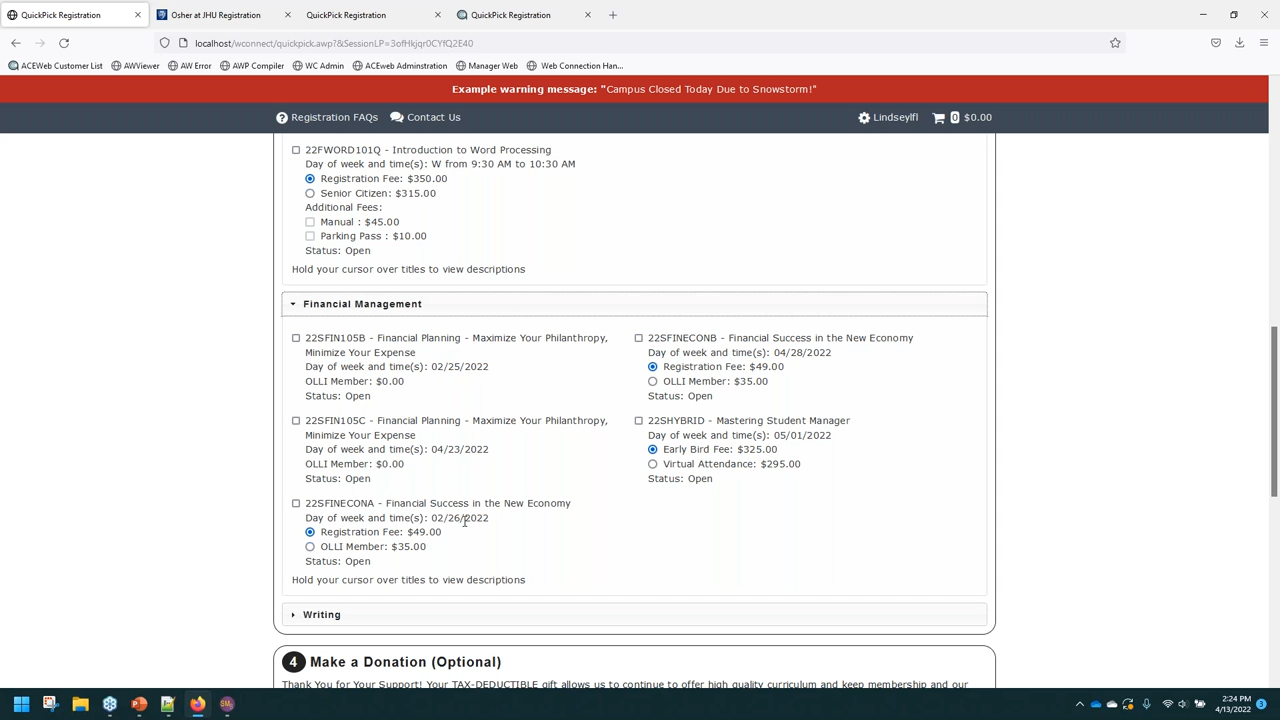 QuickPick Registration
Osher at JHU Registration
QuickPick Registration
QuickPick Registration
localhost/wconnect/quickpick.awp?&SessionLP=3ofHkjqr0CYfQ2E40
ACEWeb Customer List
AWViewer
AW Error
AWP Compiler
WC Admin
ACEweb Adminstration
Manager Web
Web Connection Han...
Example warning message: "Campus Closed Today Due to Snowstorm!"
Registration FAQs
Contact Us
Lindseylfl
0
$0.00
22FWORD101Q - Introduction to Word Processing
Day of week and time(s): W from 9:30 AM to 10:30 AM
Registration Fee: $350.00
Senior Citizen: $315.00
Additional Fees:
Manual : $45.00
Parking Pass : $10.00
Status: Open
Hold your cursor over titles to view descriptions
Financial Management
22SFIN105B - Financial Planning - Maximize Your Philanthropy,
Minimize Your Expense
Day of week and time(s): 02/25/2022
OLLI Member: $0.00
Status: Open
22SFINECONB - Financial Success in the New Economy
Day of week and time(s): 04/28/2022
Registration Fee: $49.00
OLLI Member: $35.00
Status: Open
22SFIN105C - Financial Planning - Maximize Your Philanthropy,
Minimize Your Expense
Day of week and time(s): 04/23/2022
OLLI Member: $0.00
Status: Open
22SHYBRID - Mastering Student Manager
Day of week and time(s): 05/01/2022
Early Bird Fee: $325.00
Virtual Attendance: $295.00
Status: Open
22SFINECONA - Financial Success in the New Economy
Day of week and time(s): 02/26/2022
Registration Fee: $49.00
OLLI Member: $35.00
Status: Open
Hold your cursor over titles to view descriptions
Writing
4 Make a Donation (Optional)
Thank You for Your Support! Your TAX-DEDUCTIBLE gift allows us to continue to offer high quality curriculum and keep membership and our
2:24 PM
4/13/2022